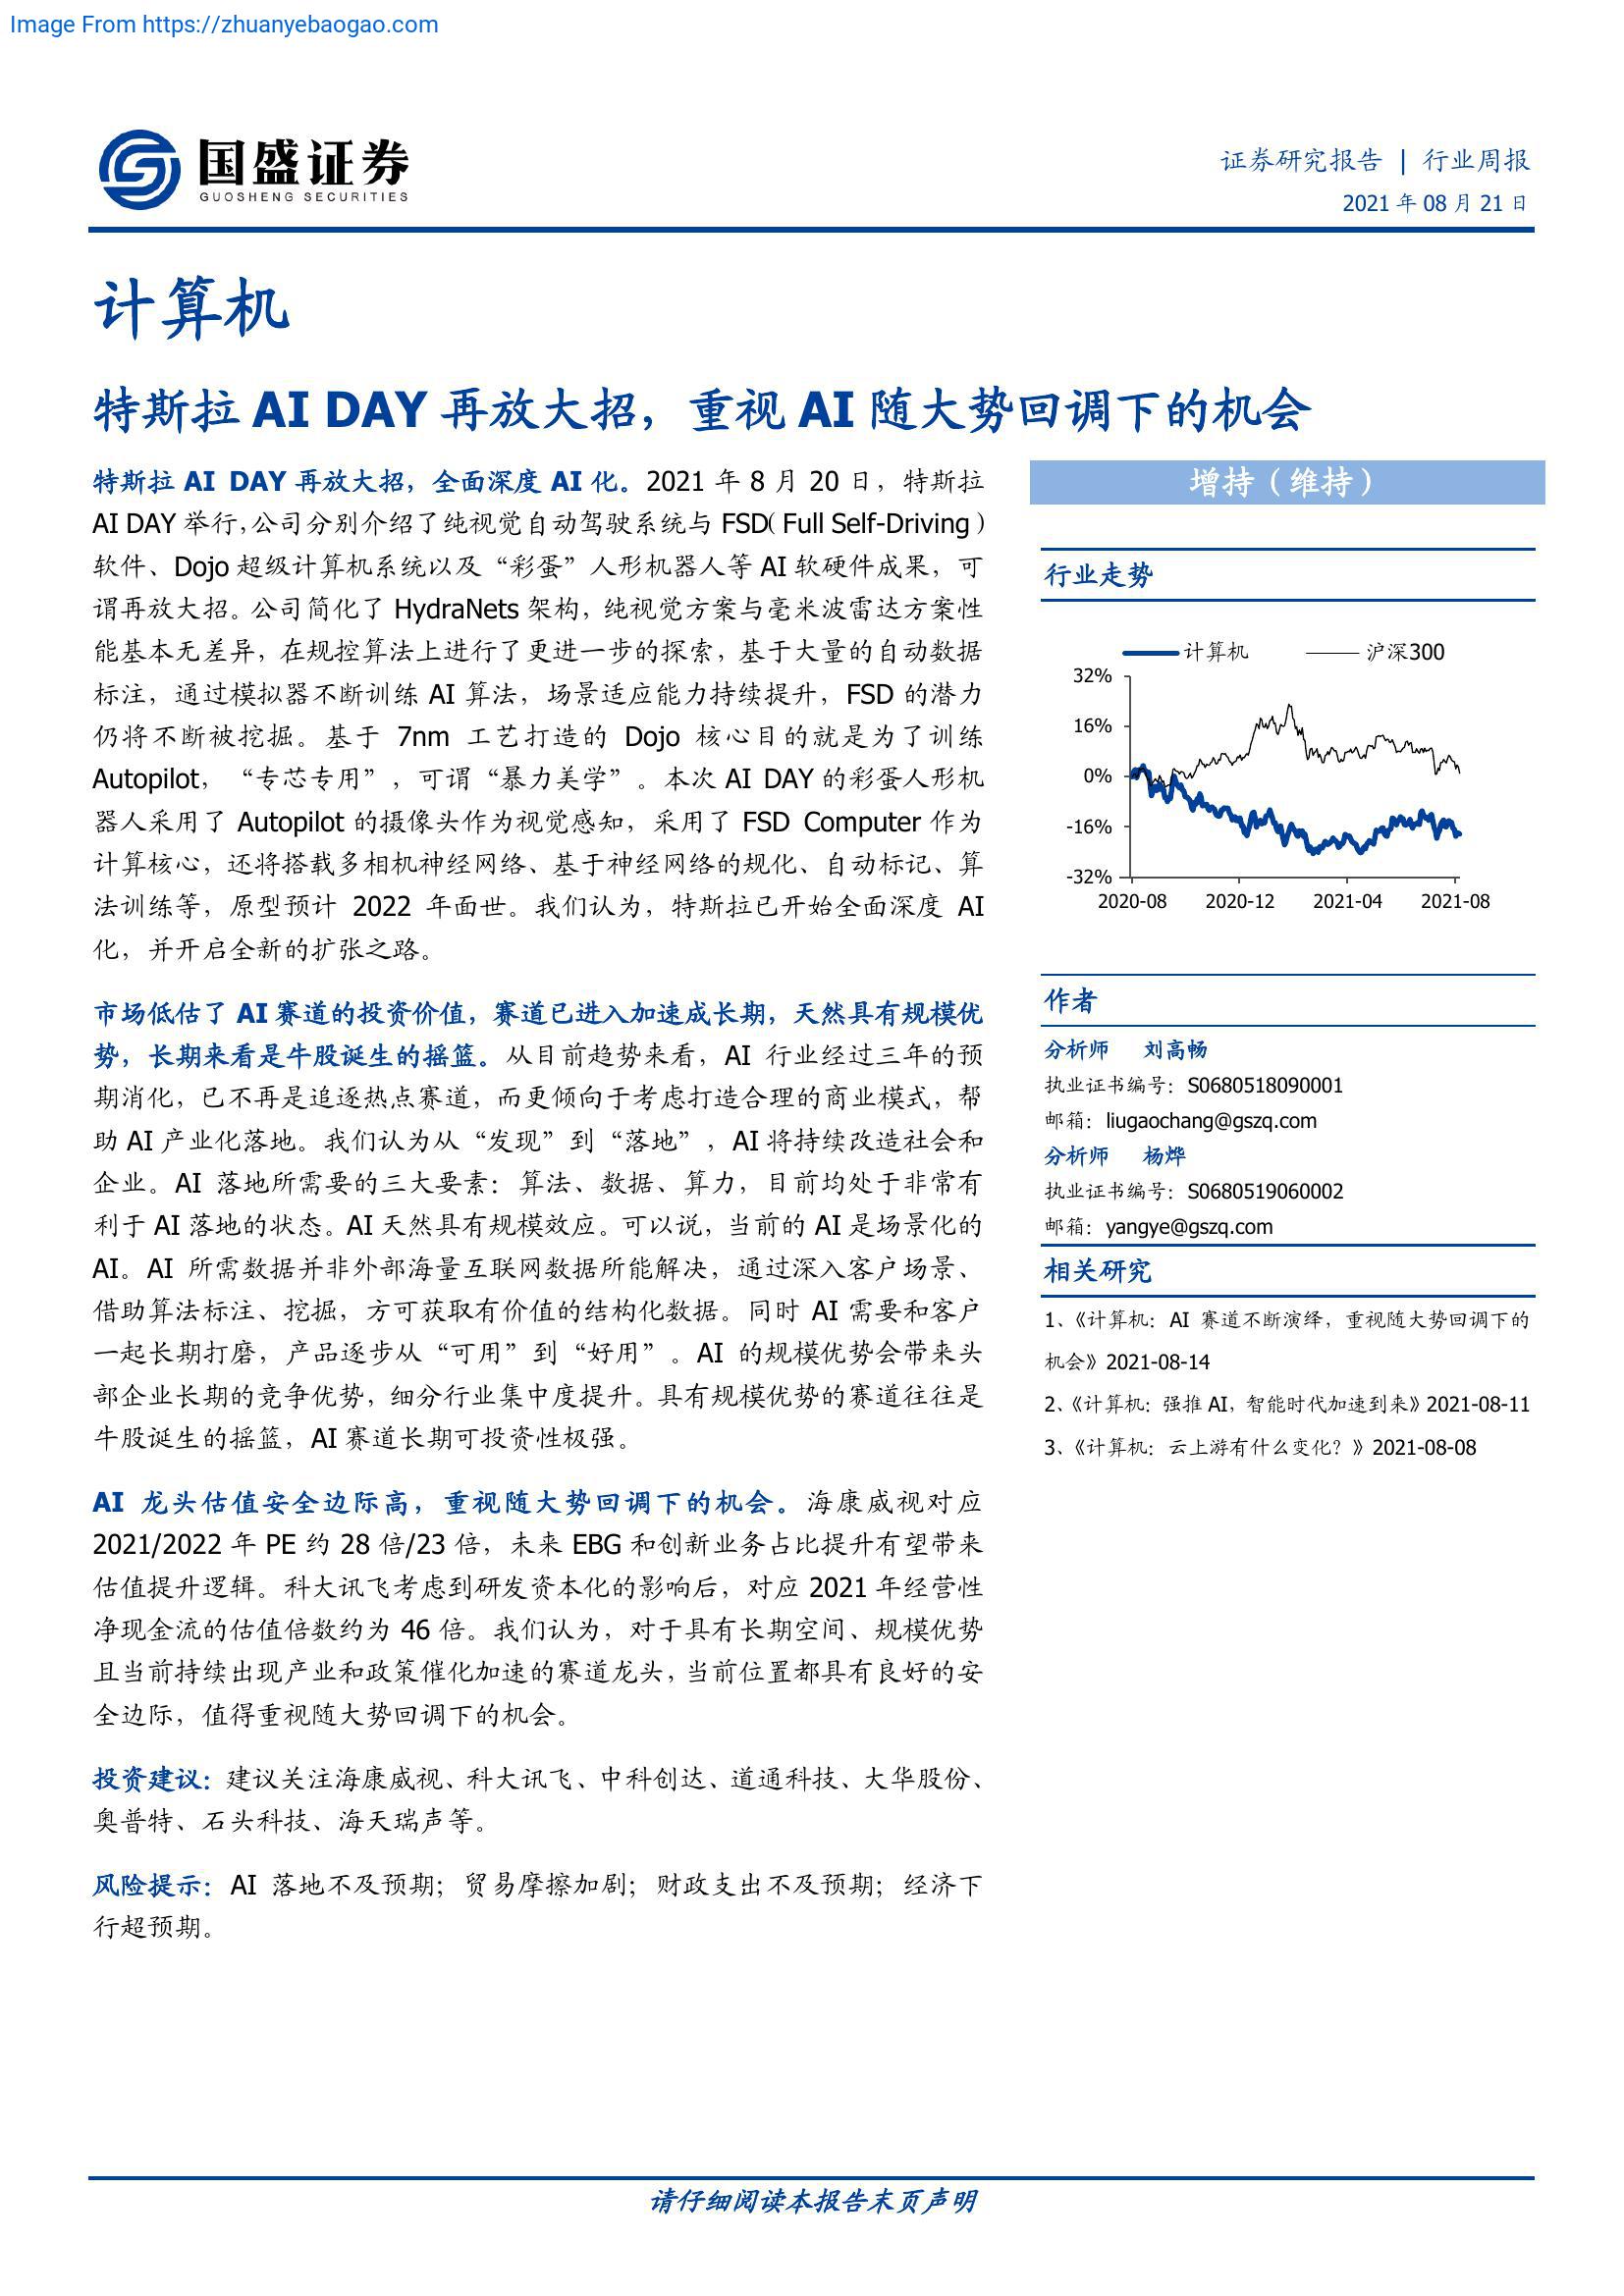 Image From https://zhuanyebaogao.com
国盛证券
GUOSHENG SECURITIES
证券研究报告 | 行业周报
2021 年 08 月 21 日
计算机
特斯拉 AI DAY 再放大招，重视 AI 随大势回调下的机会
特斯拉 AI DAY 再放大招，全面深度 AI 化。2021 年 8 月 20 日，特斯拉
AI DAY 举行，公司分别介绍了纯视觉自动驾驶系统与 FSD（Full Self-Driving）
软件、Dojo 超级计算机系统以及“彩蛋”人形机器人等 AI 软硬件成果，可
谓再放大招。公司简化了 HydraNets 架构，纯视觉方案与毫米波雷达方案性
能基本无差异，在规控算法上进行了更进一步的探索，基于大量的自动数据
标注，通过模拟器不断训练 AI 算法，场景适应能力持续提升，FSD 的潜力
仍将不断被挖掘。基于 7nm 工艺打造的 Dojo 核心目的就是为了训练
Autopilot，“专芯专用”，可谓“暴力美学”。本次 AI DAY 的彩蛋人形机
器人采用了 Autopilot 的摄像头作为视觉感知，采用了 FSD Computer 作为
计算核心，还将搭载多相机神经网络、基于神经网络的规化、自动标记、算
法训练等，原型预计 2022 年面世。我们认为，特斯拉已开始全面深度 AI
化，并开启全新的扩张之路。
市场低估了 AI 赛道的投资价值，赛道已进入加速成长期，天然具有规模优
势，长期来看是牛股诞生的摇篮。从目前趋势来看，AI 行业经过三年的预
期消化，已不再是追逐热点赛道，而更倾向于考虑打造合理的商业模式，帮
助 AI 产业化落地。我们认为从“发现”到“落地”，AI 将持续改造社会和
企业。AI 落地所需要的三大要素：算法、数据、算力，目前均处于非常有
利于 AI 落地的状态。AI 天然具有规模效应。可以说，当前的 AI 是场景化的
AI。AI 所需数据并非外部海量互联网数据所能解决，通过深入客户场景、
借助算法标注、挖掘，方可获取有价值的结构化数据。同时 AI 需要和客户
一起长期打磨，产品逐步从“可用”到“好用”。AI 的规模优势会带来头
部企业长期的竞争优势，细分行业集中度提升。具有规模优势的赛道往往是
牛股诞生的摇篮，AI 赛道长期可投资性极强。
AI 龙头估值安全边际高，重视随大势回调下的机会。海康威视对应
2021/2022 年 PE 约 28 倍/23 倍，未来 EBG 和创新业务占比提升有望带来
估值提升逻辑。科大讯飞考虑到研发资本化的影响后，对应 2021 年经营性
净现金流的估值倍数约为 46 倍。我们认为，对于具有长期空间、规模优势
且当前持续出现产业和政策催化加速的赛道龙头，当前位置都具有良好的安
全边际，值得重视随大势回调下的机会。
投资建议：建议关注海康威视、科大讯飞、中科创达、道通科技、大华股份、
奥普特、石头科技、海天瑞声等。
风险提示：AI 落地不及预期；贸易摩擦加剧；财政支出不及预期；经济下
行超预期。
增持（维持）
行业走势
计算机 沪深300
32%
16%
0%
-16%
-32%
2020-08 2020-12 2021-04 2021-08
作者
分析师 刘高畅
执业证书编号：S0680518090001
邮箱：liugaochang@gszq.com
分析师 杨烨
执业证书编号：S0680519060002
邮箱：yangye@gszq.com
相关研究
1、《计算机：AI 赛道不断演绎，重视随大势回调下的
机会》2021-08-14
2、《计算机：强推 AI，智能时代加速到来》2021-08-11
3、《计算机：云上游有什么变化？》2021-08-08
请仔细阅读本报告末页声明